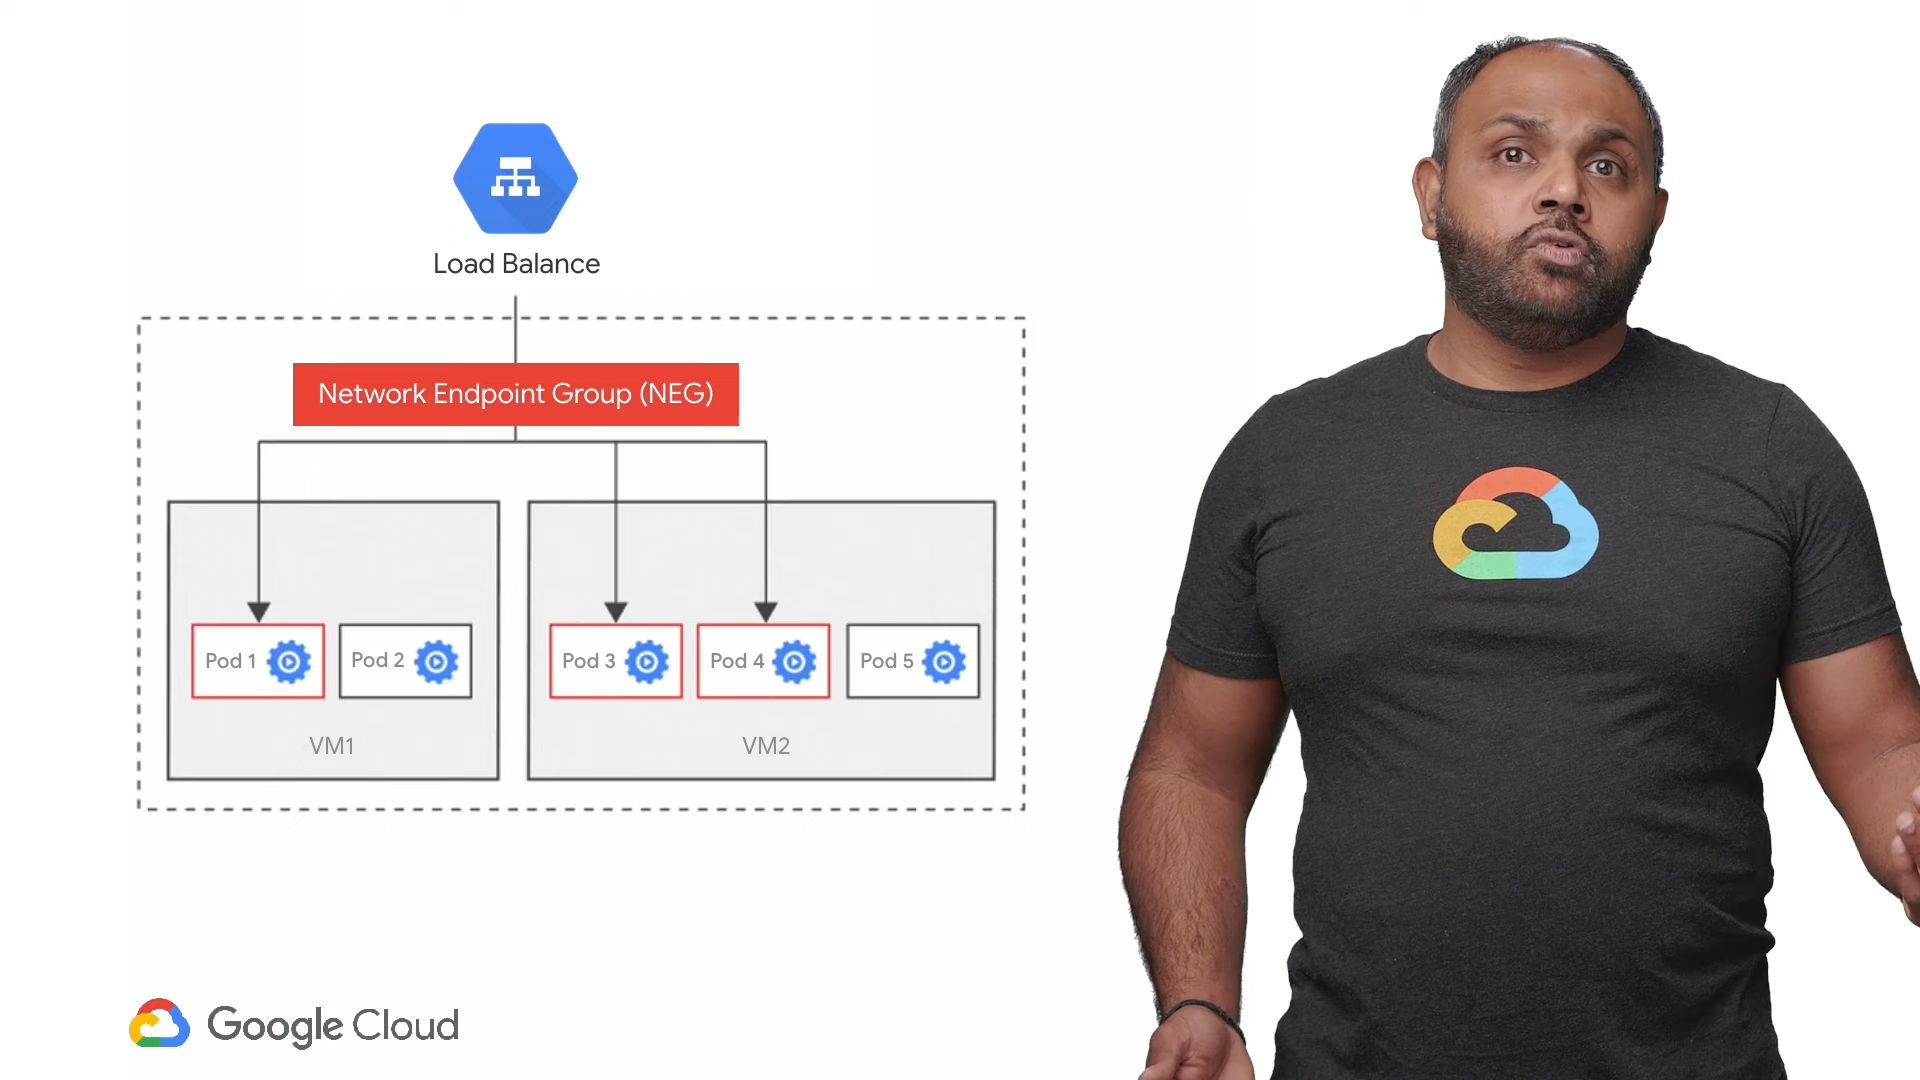 Load Balance
Network Endpoint Group (NEG)
Pod 1
Pod 2
Pod 3
Pod 4
Pod 5
VM1
VM2
Google Cloud